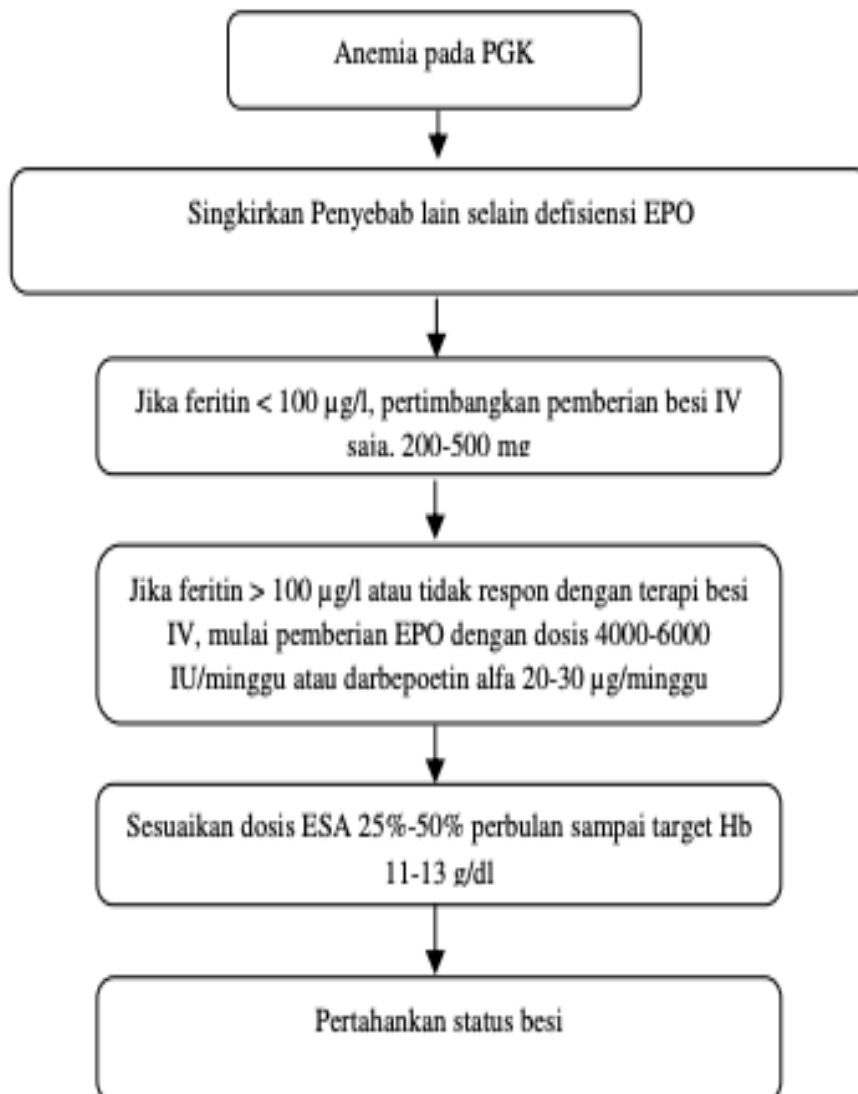 Anemia pada PGK
Singkirkan Penyebab lain selain defisiensi EPO
Jika feritin < 100 µg/l, pertimbangkan pemberian besi IV
saja. 200-500 mg
Jika feritin > 100 µg/l atau tidak respon dengan terapi besi
IV, mulai pemberian EPO dengan dosis 4000-6000
IU/minggu atau darbepoetin alfa 20-30 µg/minggu
Sesuaikan dosis ESA 25%-50% perbulan sampai target Hb
11-13 g/dl
Pertahankan status besi